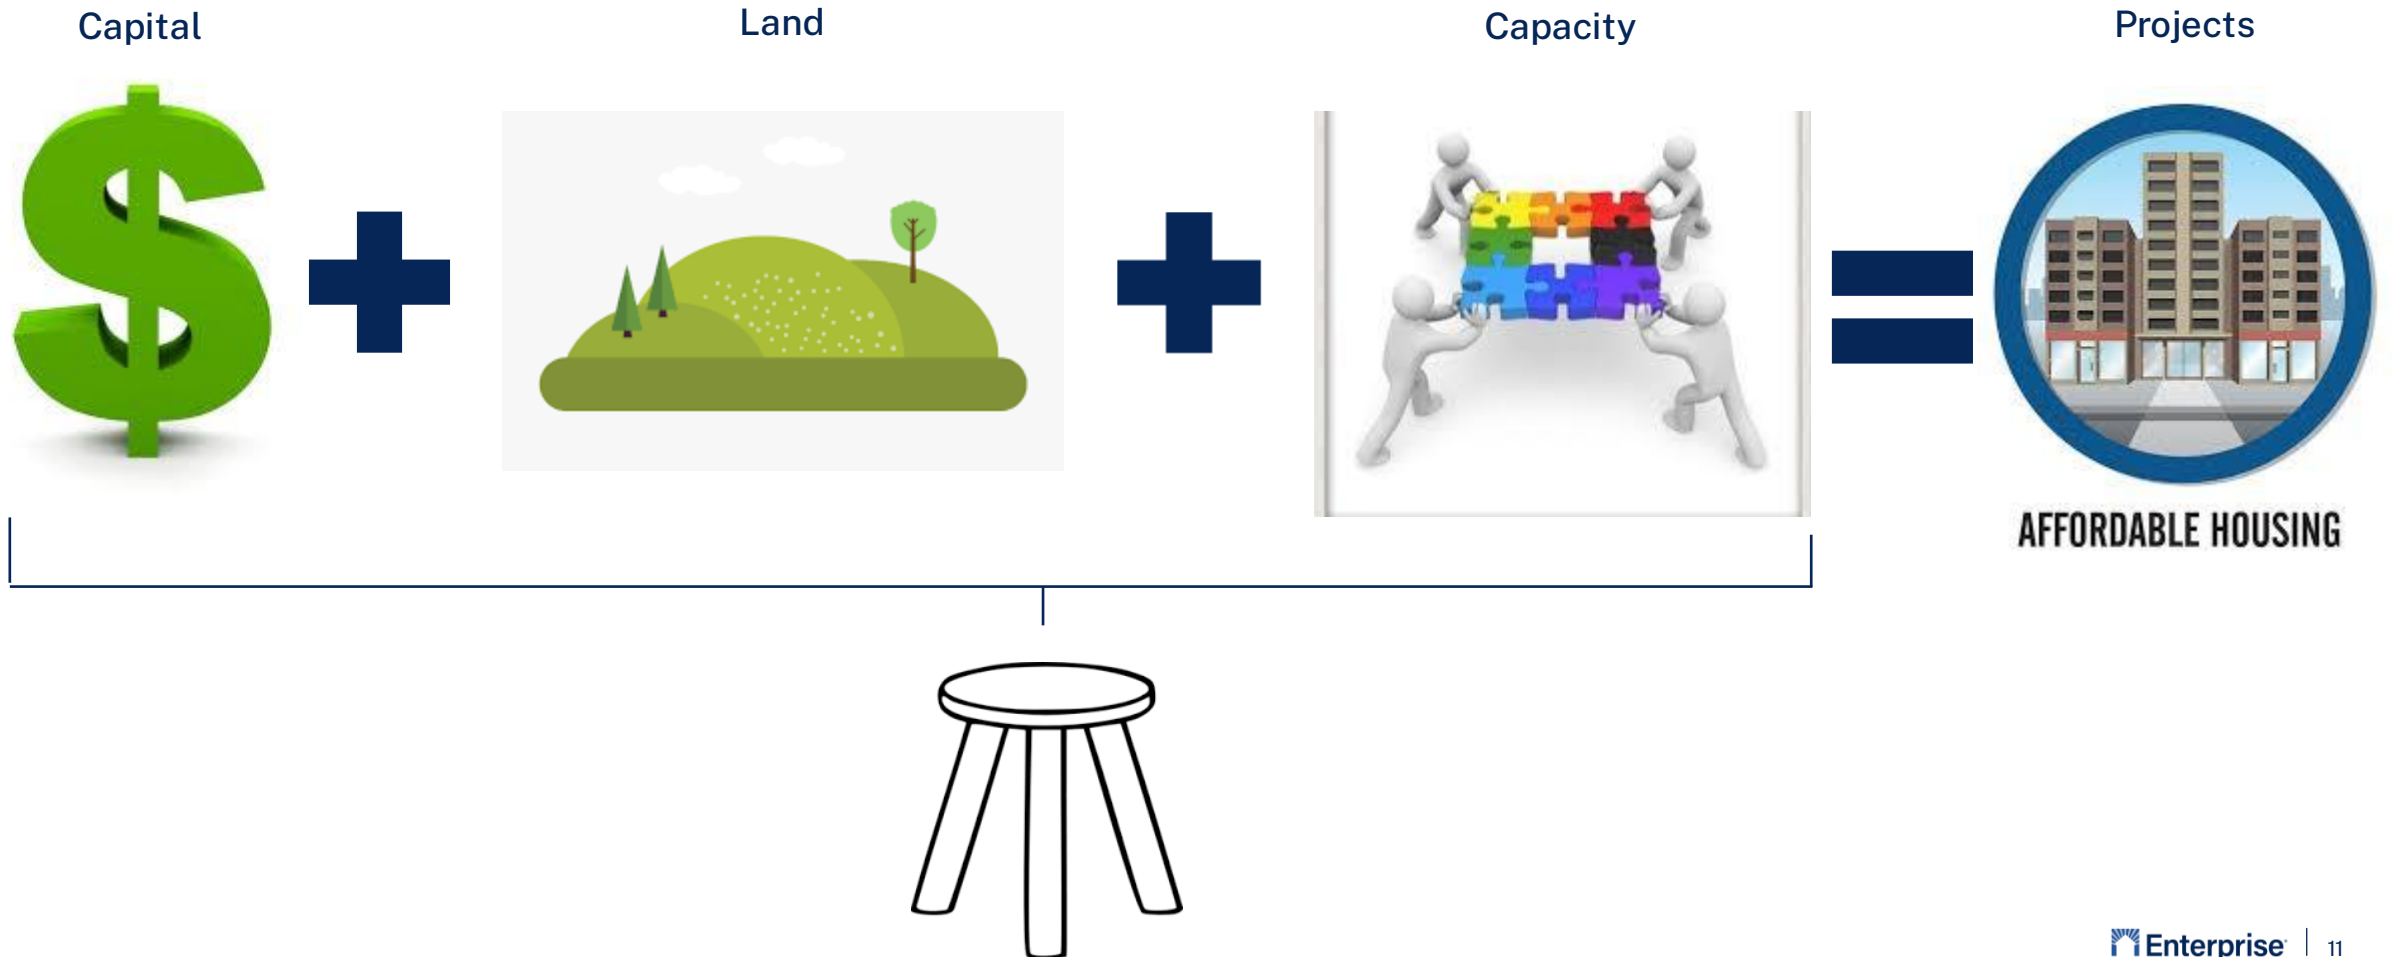 Capital
Land
Capacity
Projects
$
AFFORDABLE HOUSING
Enterprise
11